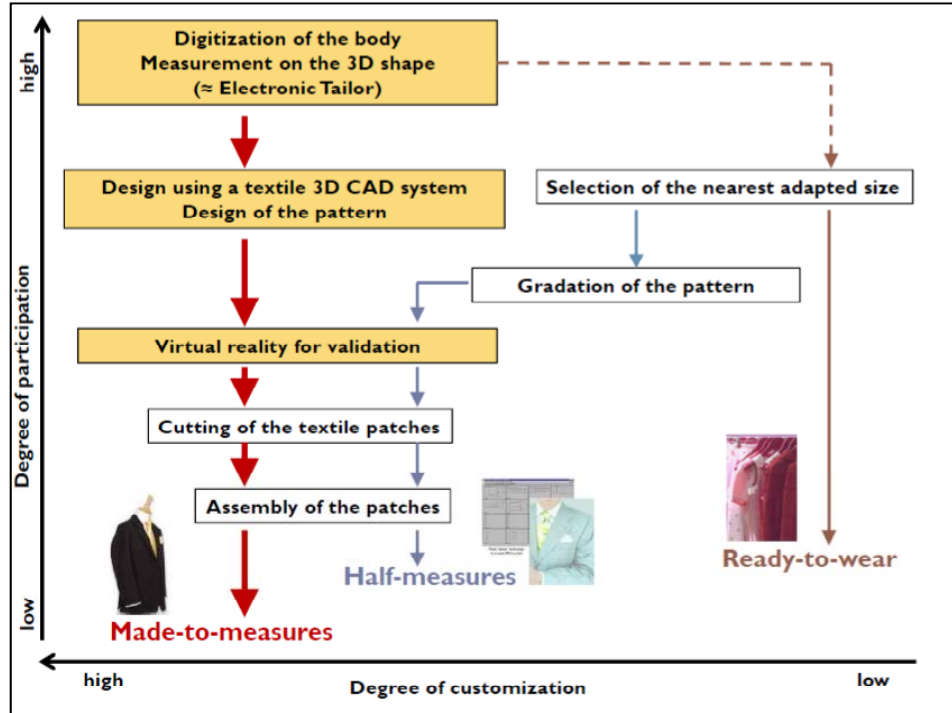 Digitization of the body
Measurement on the 3D shape
(≈ Electronic Tailor)
Design using a textile 3D CAD system
Design of the pattern
Selection of the nearest adapted size
Gradation of the pattern
Virtual reality for validation
Cutting of the textile patches
Assembly of the patches
Half-measures
Ready-to-wear
Made-to-measures
high
Degree of participation
low
high
Degree of customization
low